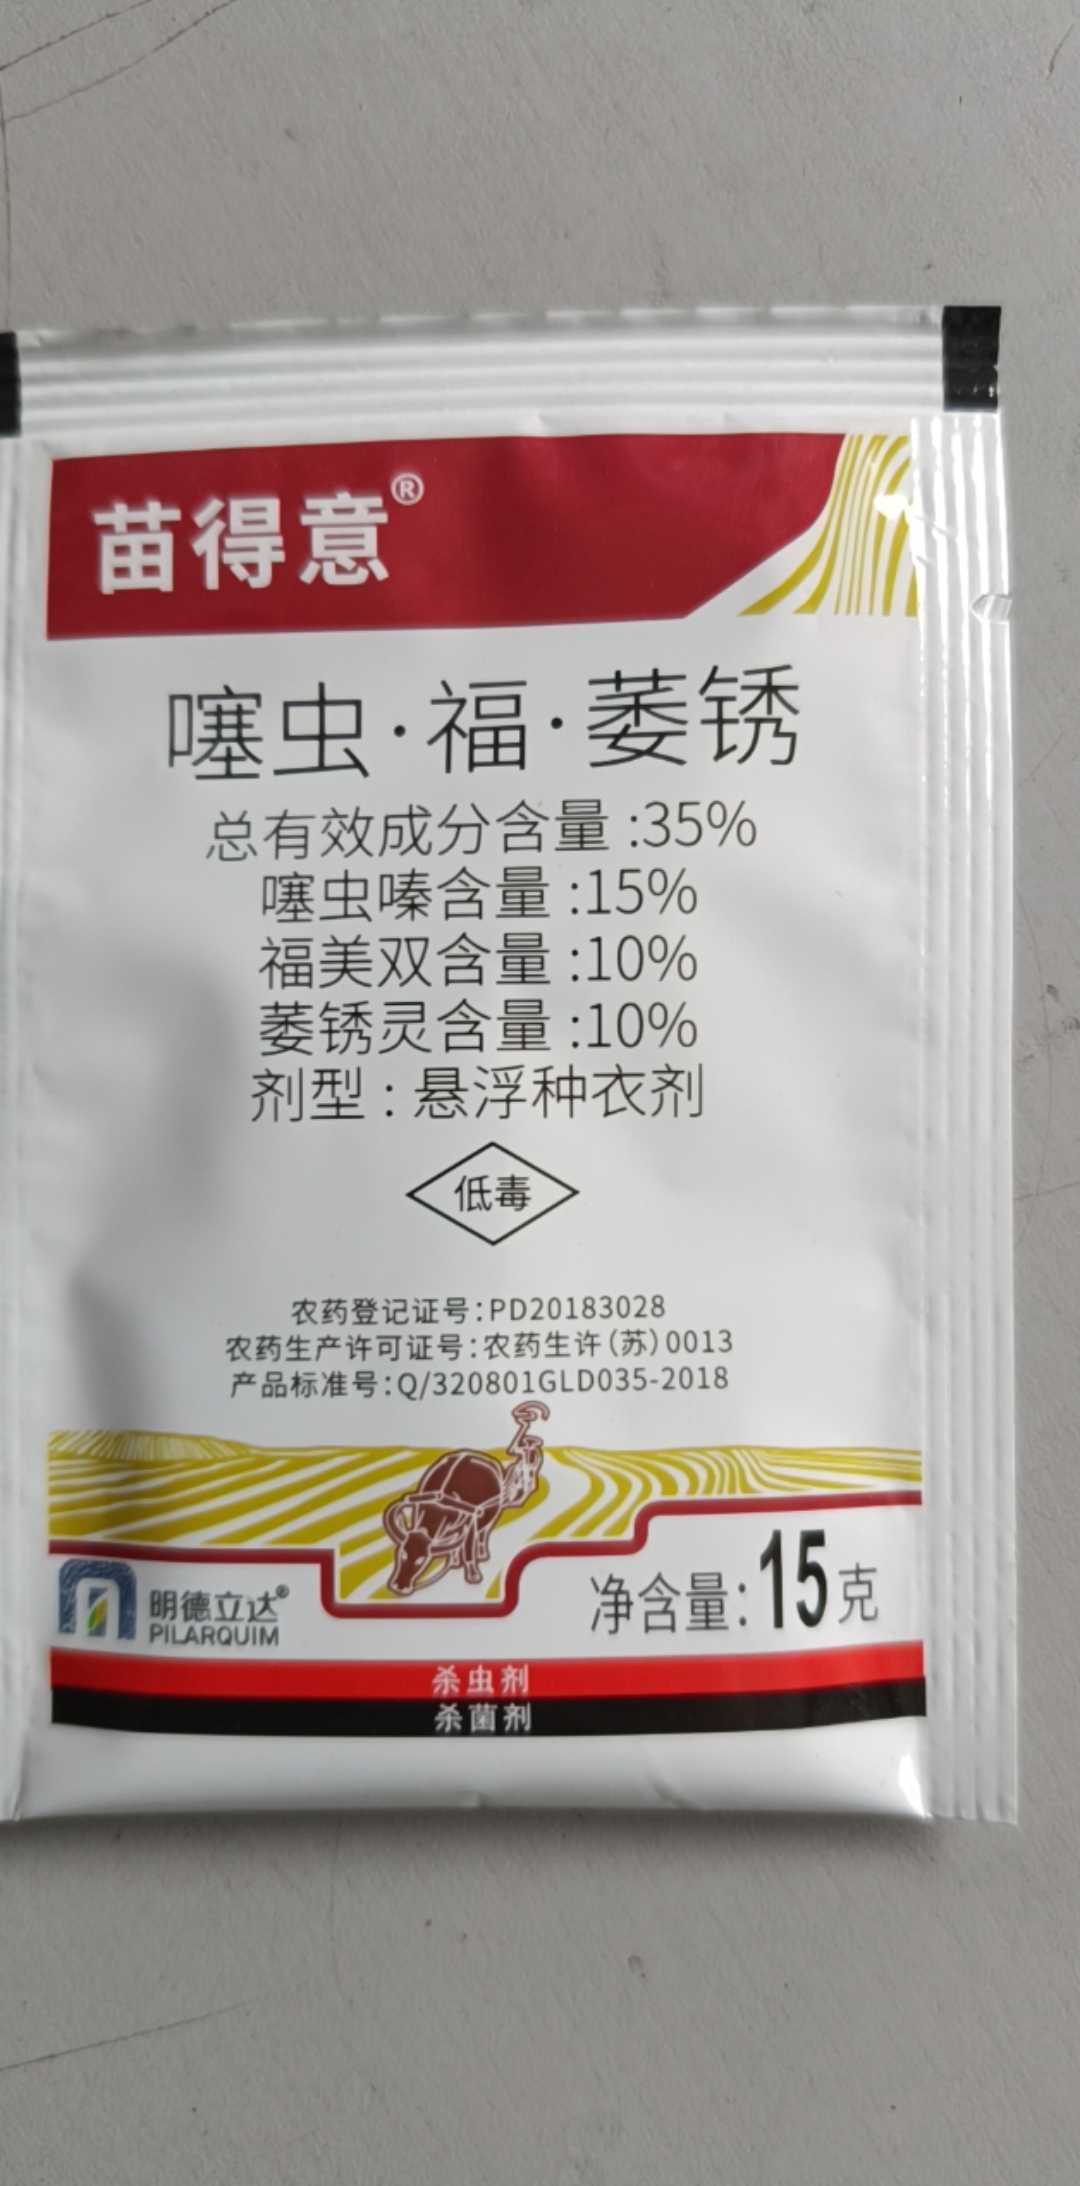 苗得意®
噻虫·福·萎锈
总有效成分含量:35%
噻虫嗪含量:15%
福美双含量:10%
萎锈灵含量:10%
剂型:悬浮种衣剂
低毒
农药登记证号:PD20183028
农药生产许可证号:农药生许(苏)0013
产品标准号:Q/320801GLD035-2018
明德立达®
PILARQUIM
净含量:15克
杀虫剂
杀菌剂